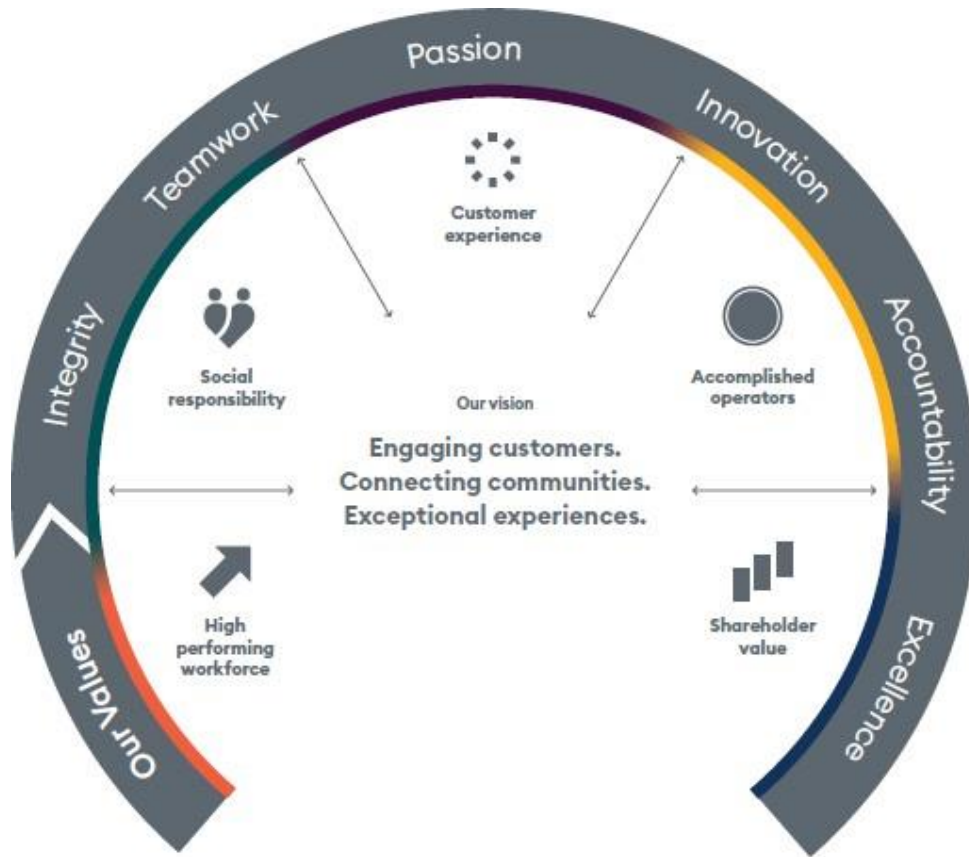 Our Values
Integrity
Teamwork
Passion
Innovation
Accountability
Excellence
Customer
experience
Social
responsibility
Accomplished
operators
Our vision
Engaging customers.
Connecting communities.
Exceptional experiences.
High
performing
workforce
Shareholder
value